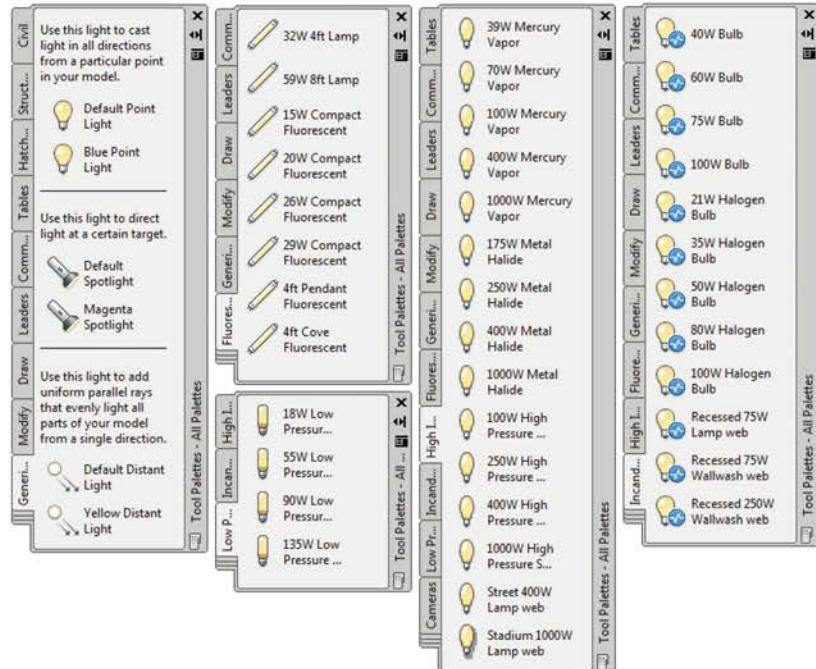 Civil
Struct...
Hatch...
Tables
Comm...
Leaders
Draw
Modify
Generi...
Use this light to cast
light in all directions
from a particular point
in your model.
Default Point
Light
Blue Point
Light
Use this light to direct
light at a certain target.
Default
Spotlight
Magenta
Spotlight
Use this light to add
uniform parallel rays
that evenly light all
parts of your model
from a single direction.
Default Distant
Light
Yellow Distant
Light
Tool Palettes - All Palettes
Comm...
Leaders
Draw
Modify
Generi...
Fluores...
32W 4ft Lamp
59W 8ft Lamp
15W Compact
Fluorescent
20W Compact
Fluorescent
26W Compact
Fluorescent
29W Compact
Fluorescent
4ft Pendant
Fluorescent
4ft Cove
Fluorescent
Tool Palettes - All Palettes
High I...
Incan...
Low P...
18W Low
Pressur...
55W Low
Pressur...
90W Low
Pressur...
135W Low
Pressure ...
Tool Palettes - All ...
Tables
Comm...
Leaders
Draw
Modify
Generi...
Fluores...
High I...
Incand...
Low Pr...
Cameras
39W Mercury
Vapor
70W Mercury
Vapor
100W Mercury
Vapor
400W Mercury
Vapor
1000W Mercury
Vapor
175W Metal
Halide
250W Metal
Halide
400W Metal
Halide
1000W Metal
Halide
100W High
Pressure ...
250W High
Pressure ...
400W High
Pressure ...
1000W High
Pressure S...
Street 400W
Lamp web
Stadium 1000W
Lamp web
Tool Palettes - All Palettes
Tables
Comm...
Leaders
Draw
Modify
Generi...
Fluore...
High I...
Incand...
40W Bulb
60W Bulb
75W Bulb
100W Bulb
21W Halogen
Bulb
35W Halogen
Bulb
50W Halogen
Bulb
80W Halogen
Bulb
100W Halogen
Bulb
Recessed 75W
Lamp web
Recessed 75W
Wallwash web
Recessed 250W
Wallwash web
Tool Palettes - All Palettes